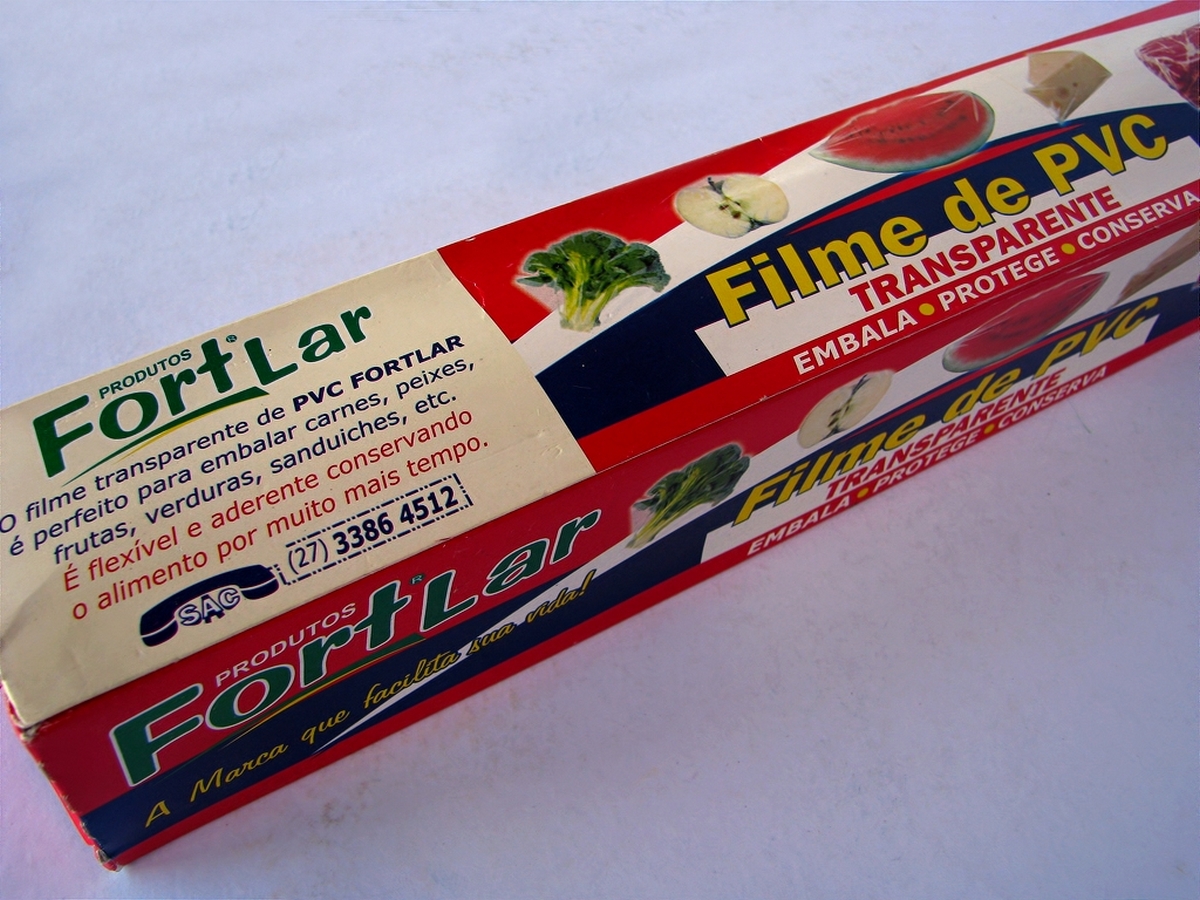 PRODUTOS
FortLar®
O filme transparente de PVC FORTLAR
é perfeito para embalar carnes, peixes,
frutas, verduras, sanduiches, etc.
É flexível e aderente conservando
o alimento por muito mais tempo.
SAC (27) 3386 4512
Filme de PVC
TRANSPARENTE
EMBALA • PROTEGE • CONSERVA
PRODUTOS
FortLar®
A Marca que facilita sua vida!
Filme de PVC
TRANSPARENTE
EMBALA • PROTEGE • CONSERVA